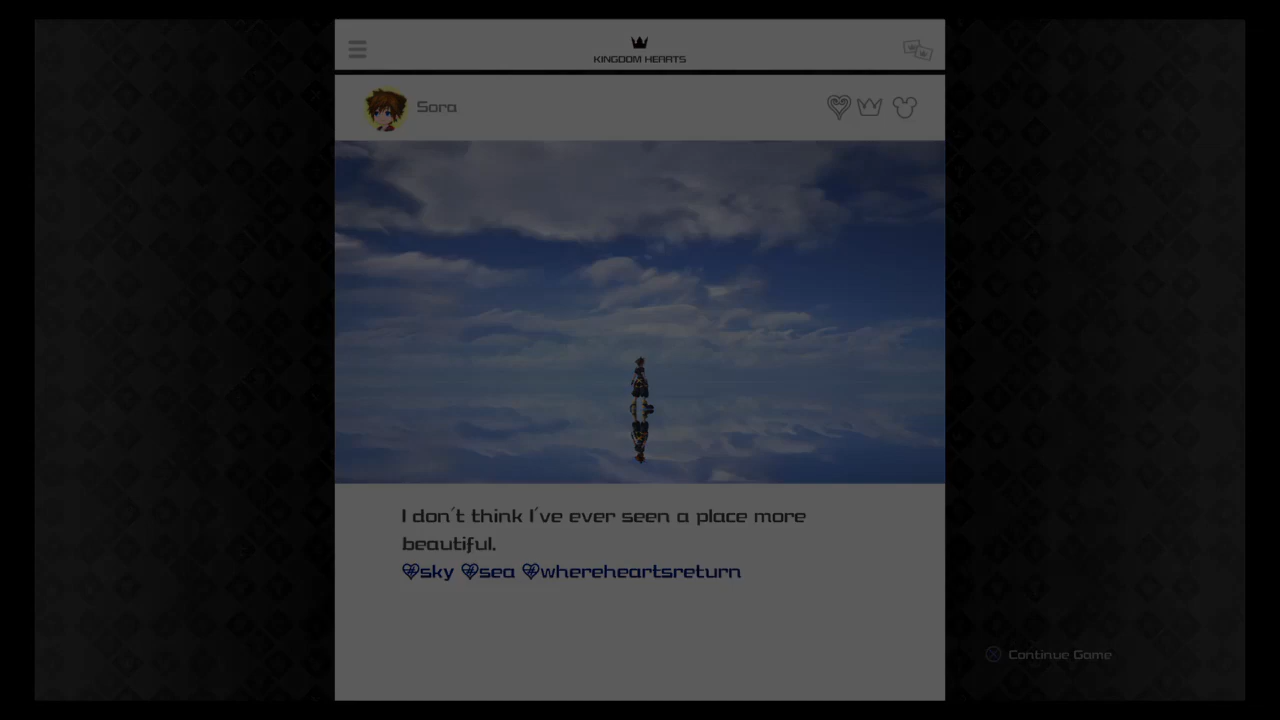 KINGDOM HEARTS
Sora
I don't think I've ever seen a place more
beautiful.
#sky #sea #whereheartsreturn
Continue Game